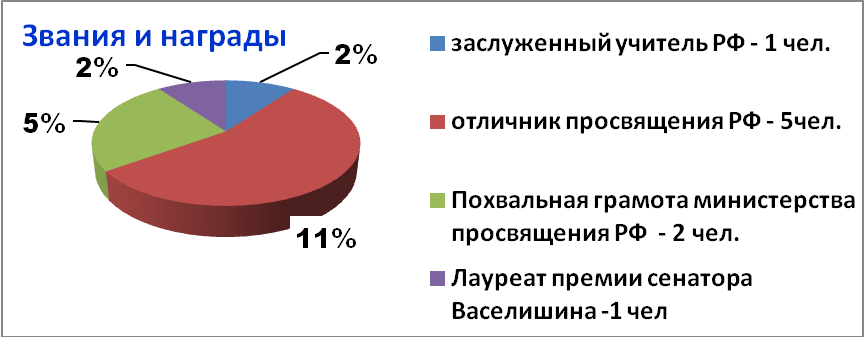 Звания и награды
2%
2%
5%
11%
заслуженный учитель РФ - 1 чел.
отличник просвящения РФ - 5чел.
Похвальная грамота министерства
просвящения РФ - 2 чел.
Лауреат премии сенатора
Васелишина -1 чел